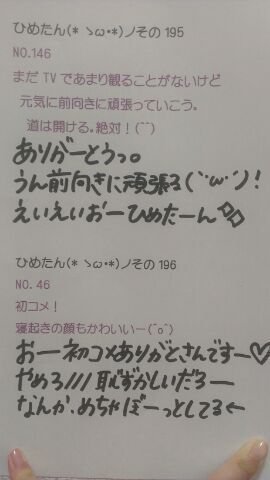 ひめたん(* ゝω･*)ノその 195
NO.146
まだ TV であまり観ることがないけど
元気に前向きに頑張っていこう。
道は開ける。絶対！(⌒⌒)
ありがーとうっ。
うん前向きに頑張る(｀･ω･´)ノ！
えいえいおーひめたーん
ひめたん(* ゝω･*)ノその 196
NO.46
初コメ！
寝起きの顔もかわいいー(^o^)
おー初コメありがとさんですー♡
やめろ///恥ずかしいだろー
なんか、めちゃぼーっとしてる←